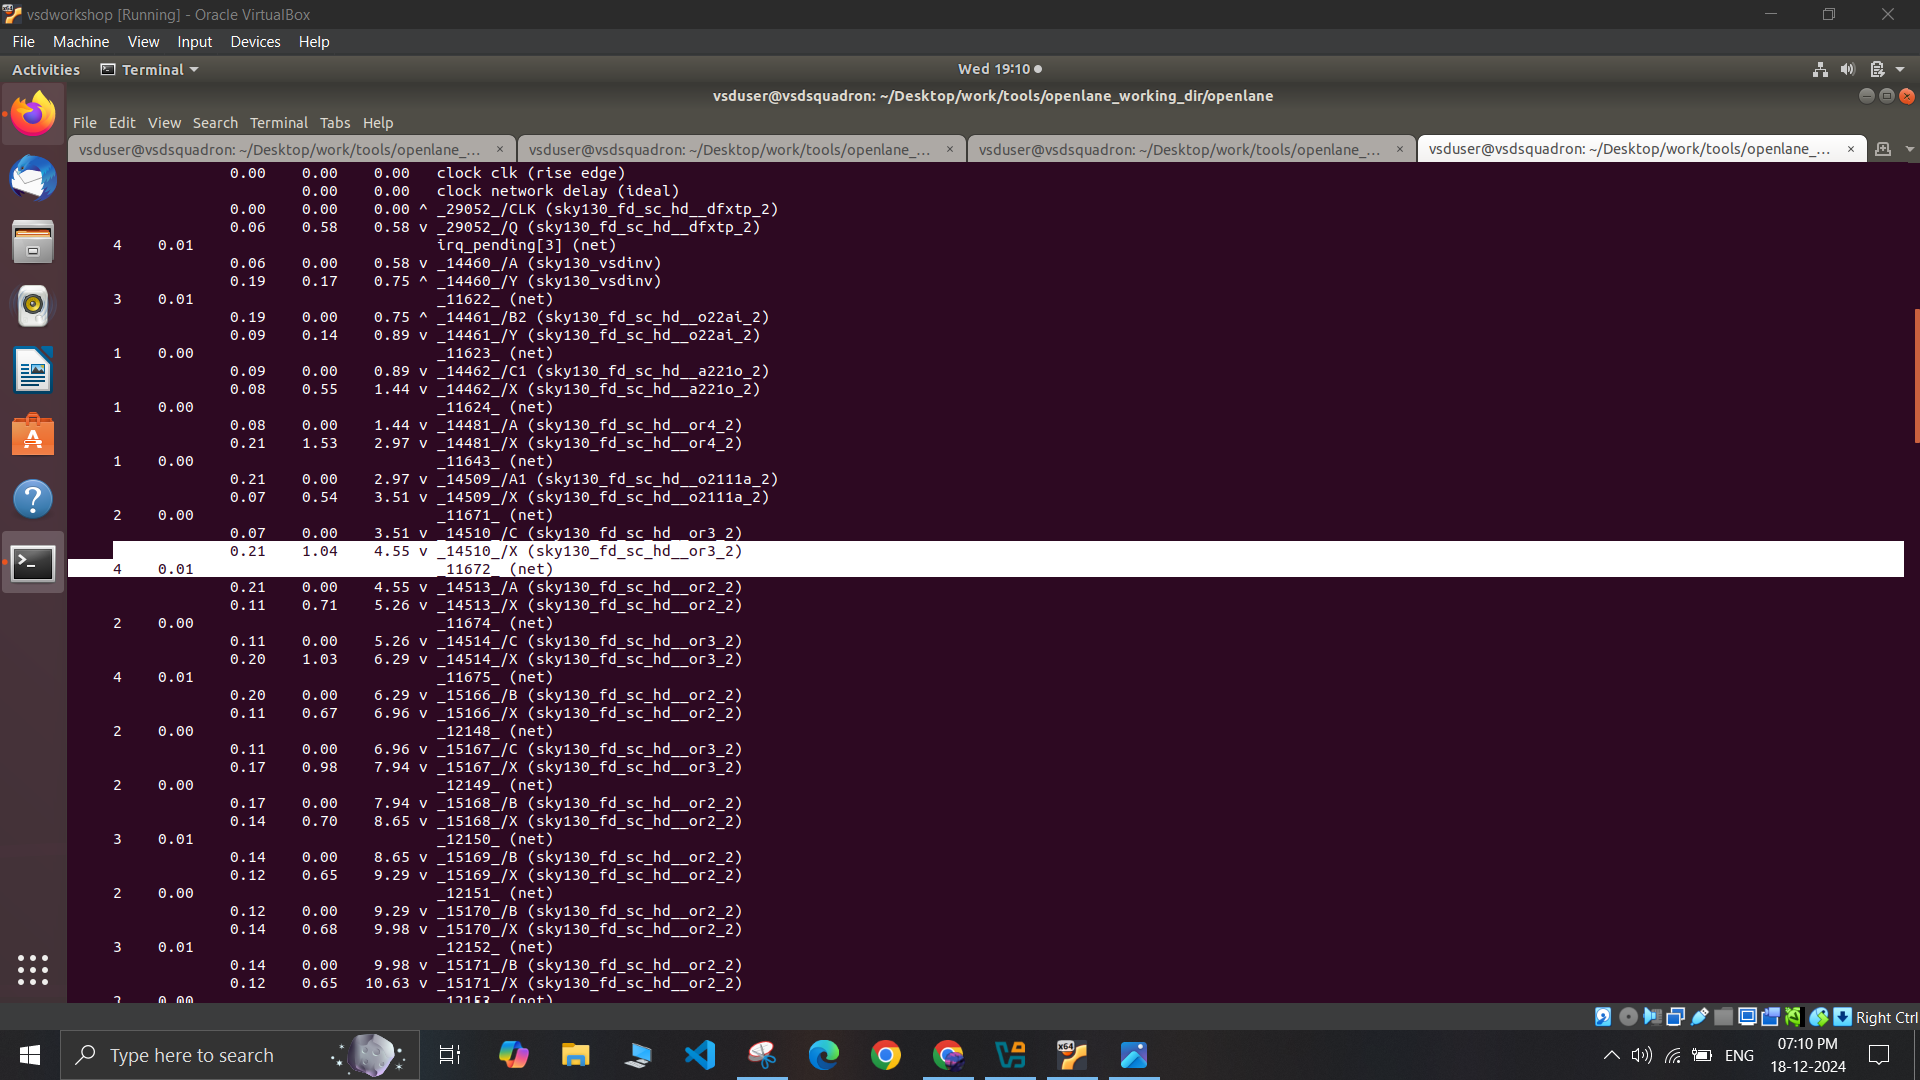 vsdworkshop [Running] - Oracle VirtualBox
File Machine View Input Devices Help
Activities Terminal Wed 19:10
vsduser@vsdsquadron: ~/Desktop/work/tools/openlane_working_dir/openlane
File Edit View Search Terminal Tabs Help
vsduser@vsdsquadron: ~/Desktop/work/tools/openlane_... × vsduser@vsdsquadron: ~/Desktop/work/tools/openlane_... × vsduser@vsdsquadron: ~/Desktop/work/tools/openlane_... × vsduser@vsdsquadron: ~/Desktop/work/tools/openlane_... ×
0.00 0.00 0.00 clock clk (rise edge)
0.00 0.00 clock network delay (ideal)
0.00 0.00 0.00 ^ _29052_/CLK (sky130_fd_sc_hd__dfxtp_2)
0.06 0.58 0.58 v _29052_/Q (sky130_fd_sc_hd__dfxtp_2)
4 0.01 irq_pending[3] (net)
0.06 0.00 0.58 v _14460_/A (sky130_vsdinv)
0.19 0.17 0.75 ^ _14460_/Y (sky130_vsdinv)
3 0.01 _11622_ (net)
0.19 0.00 0.75 ^ _14461_/B2 (sky130_fd_sc_hd__o22ai_2)
0.09 0.14 0.89 v _14461_/Y (sky130_fd_sc_hd__o22ai_2)
1 0.00 _11623_ (net)
0.09 0.00 0.89 v _14462_/C1 (sky130_fd_sc_hd__a221o_2)
0.08 0.55 1.44 v _14462_/X (sky130_fd_sc_hd__a221o_2)
1 0.00 _11624_ (net)
0.08 0.00 1.44 v _14481_/A (sky130_fd_sc_hd__or4_2)
0.21 1.53 2.97 v _14481_/X (sky130_fd_sc_hd__or4_2)
1 0.00 _11643_ (net)
0.21 0.00 2.97 v _14509_/A1 (sky130_fd_sc_hd__o2111a_2)
0.07 0.54 3.51 v _14509_/X (sky130_fd_sc_hd__o2111a_2)
2 0.00 _11671_ (net)
0.07 0.00 3.51 v _14510_/C (sky130_fd_sc_hd__or3_2)
0.21 1.04 4.55 v _14510_/X (sky130_fd_sc_hd__or3_2)
4 0.01 _11672_ (net)
0.21 0.00 4.55 v _14513_/A (sky130_fd_sc_hd__or2_2)
0.11 0.71 5.26 v _14513_/X (sky130_fd_sc_hd__or2_2)
2 0.00 _11674_ (net)
0.11 0.00 5.26 v _14514_/C (sky130_fd_sc_hd__or3_2)
0.20 1.03 6.29 v _14514_/X (sky130_fd_sc_hd__or3_2)
4 0.01 _11675_ (net)
0.20 0.00 6.29 v _15166_/B (sky130_fd_sc_hd__or2_2)
0.11 0.67 6.96 v _15166_/X (sky130_fd_sc_hd__or2_2)
2 0.00 _12148_ (net)
0.11 0.00 6.96 v _15167_/C (sky130_fd_sc_hd__or3_2)
0.17 0.98 7.94 v _15167_/X (sky130_fd_sc_hd__or3_2)
2 0.00 _12149_ (net)
0.17 0.00 7.94 v _15168_/B (sky130_fd_sc_hd__or2_2)
0.14 0.70 8.65 v _15168_/X (sky130_fd_sc_hd__or2_2)
3 0.01 _12150_ (net)
0.14 0.00 8.65 v _15169_/B (sky130_fd_sc_hd__or2_2)
0.12 0.65 9.29 v _15169_/X (sky130_fd_sc_hd__or2_2)
2 0.00 _12151_ (net)
0.12 0.00 9.29 v _15170_/B (sky130_fd_sc_hd__or2_2)
0.14 0.68 9.98 v _15170_/X (sky130_fd_sc_hd__or2_2)
3 0.01 _12152_ (net)
0.14 0.00 9.98 v _15171_/B (sky130_fd_sc_hd__or2_2)
0.12 0.65 10.63 v _15171_/X (sky130_fd_sc_hd__or2_2)
2 0.00 _12153_ (net)
Right Ctrl
Type here to search
ENG
07:10 PM
18-12-2024